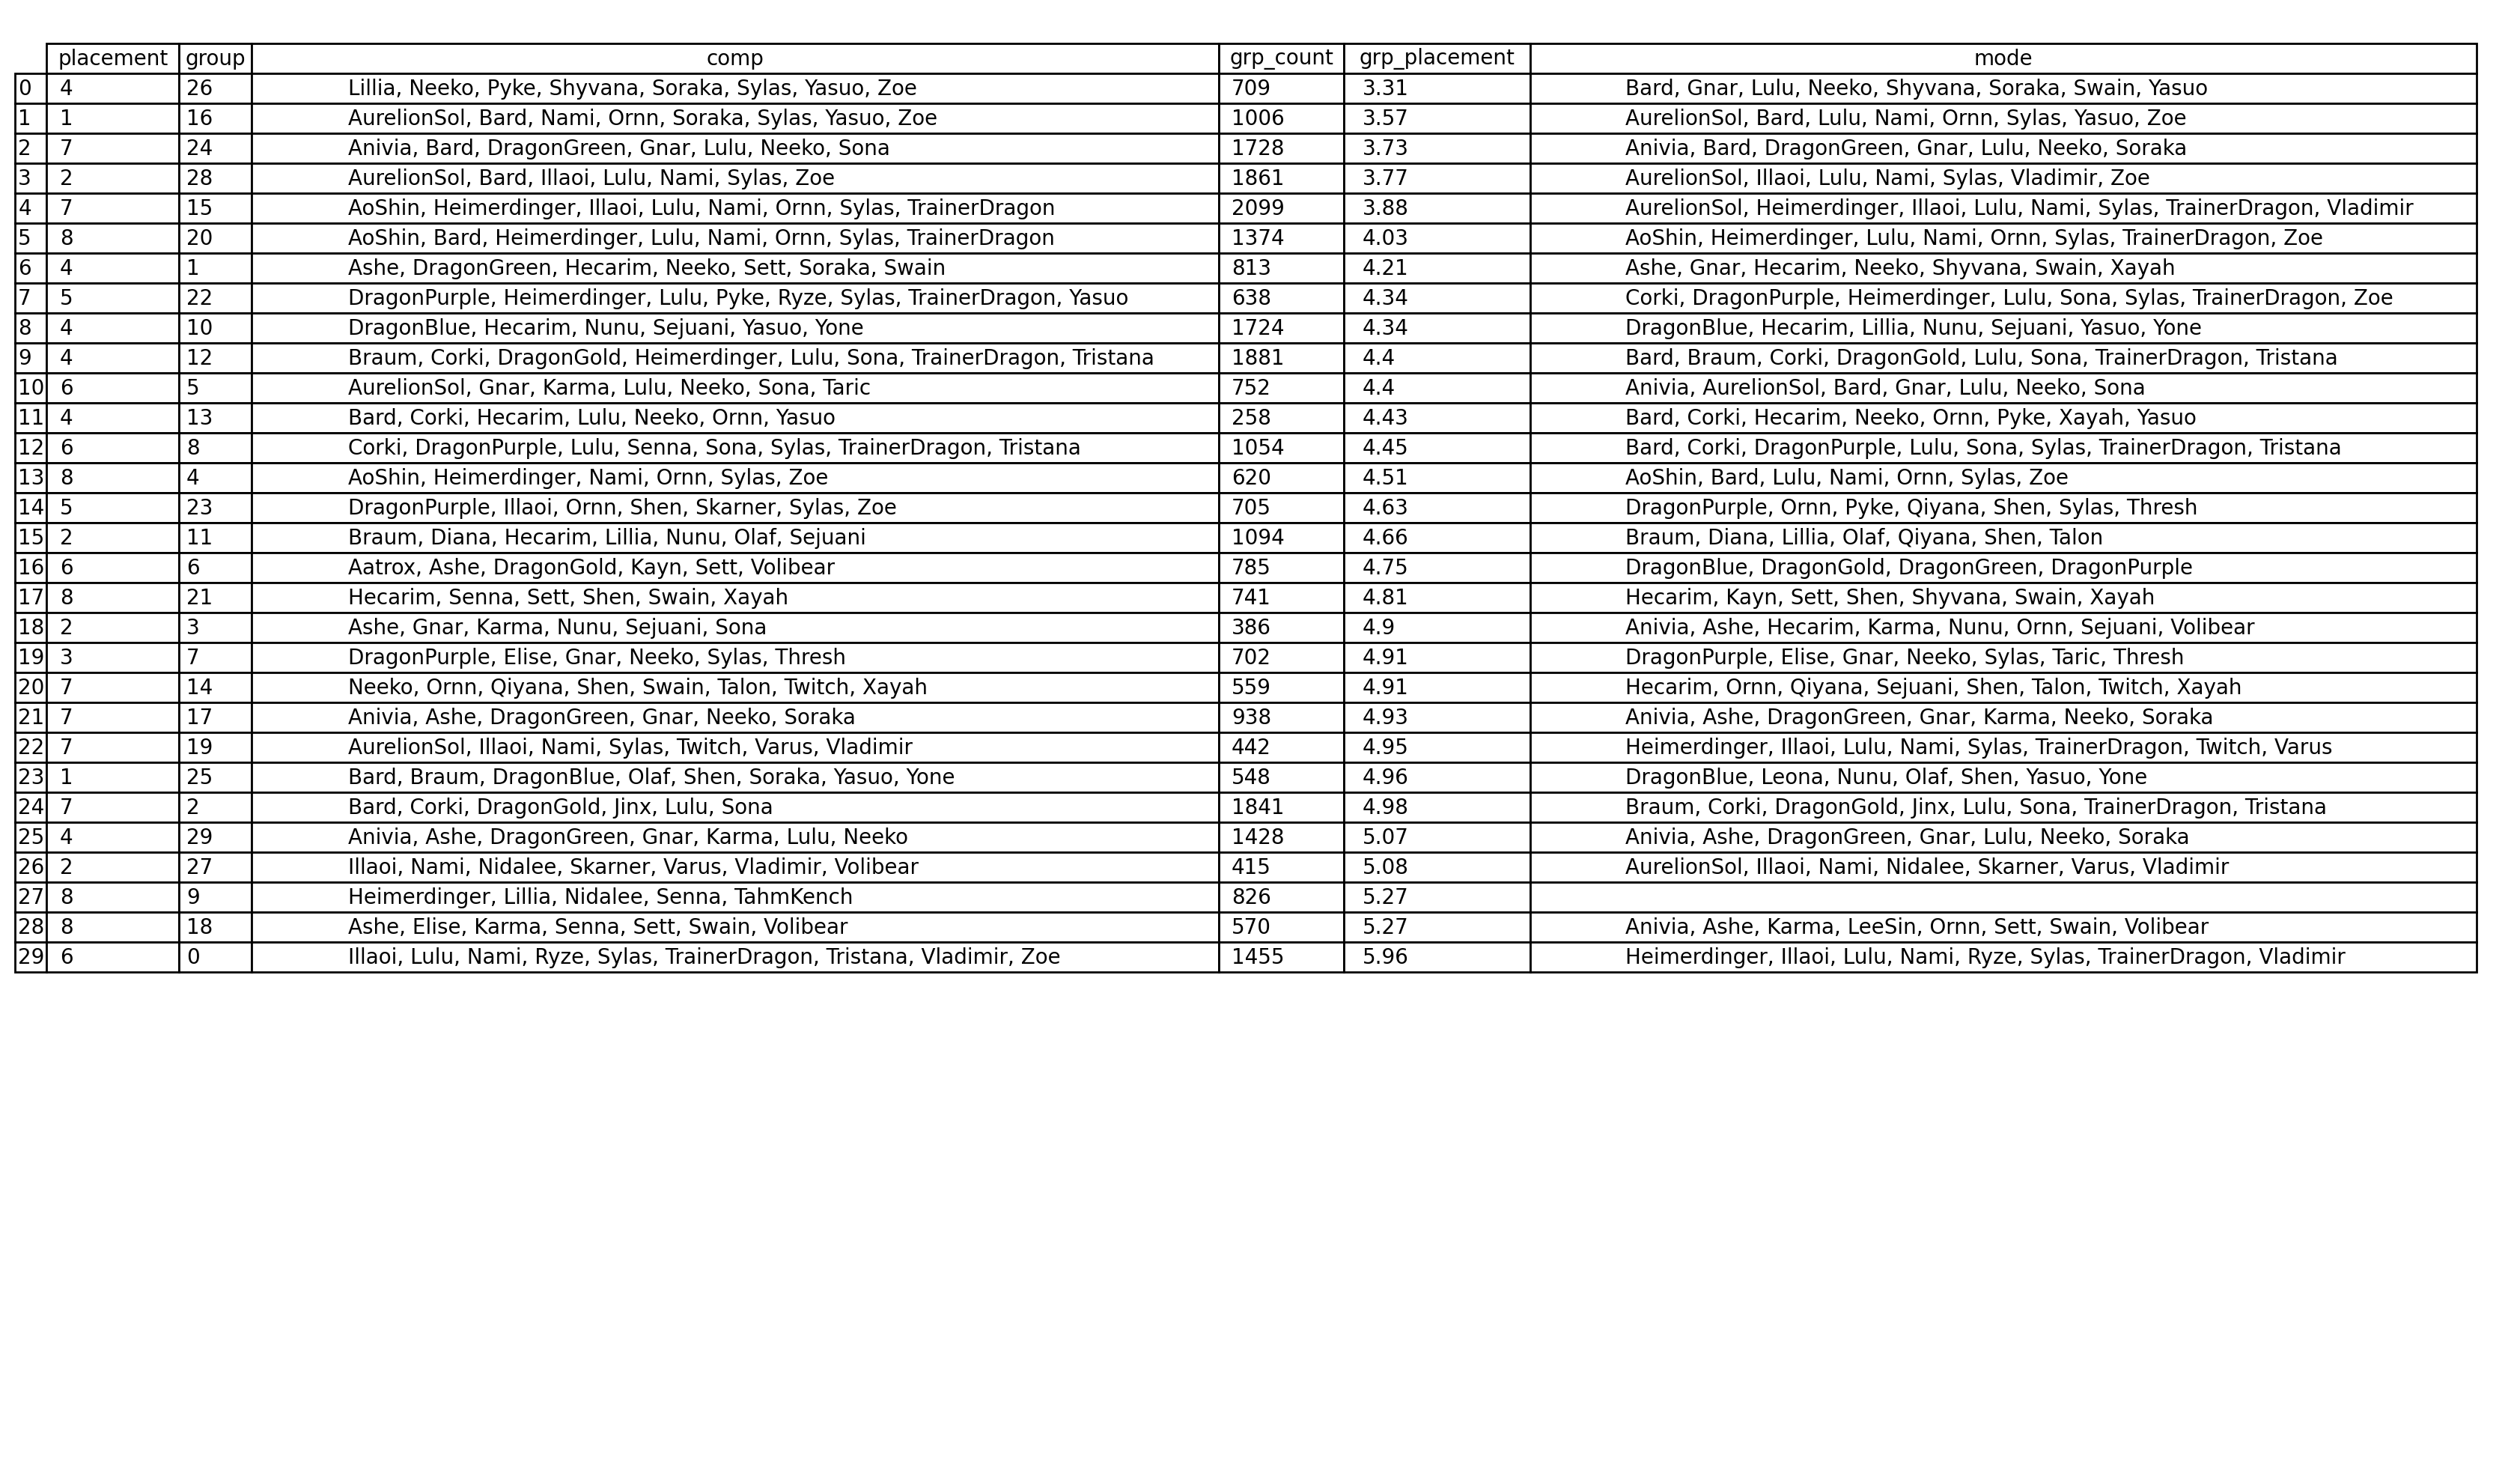 placement group comp grp_count grp_placement mode
0 4 26 Lillia, Neeko, Pyke, Shyvana, Soraka, Sylas, Yasuo, Zoe 709 3.31 Bard, Gnar, Lulu, Neeko, Shyvana, Soraka, Swain, Yasuo
1 1 16 AurelionSol, Bard, Nami, Ornn, Soraka, Sylas, Yasuo, Zoe 1006 3.57 AurelionSol, Bard, Lulu, Nami, Ornn, Sylas, Yasuo, Zoe
2 7 24 Anivia, Bard, DragonGreen, Gnar, Lulu, Neeko, Sona 1728 3.73 Anivia, Bard, DragonGreen, Gnar, Lulu, Neeko, Soraka
3 2 28 AurelionSol, Bard, Illaoi, Lulu, Nami, Sylas, Zoe 1861 3.77 AurelionSol, Illaoi, Lulu, Nami, Sylas, Vladimir, Zoe
4 7 15 AoShin, Heimerdinger, Illaoi, Lulu, Nami, Ornn, Sylas, TrainerDragon 2099 3.88 AurelionSol, Heimerdinger, Illaoi, Lulu, Nami, Sylas, TrainerDragon, Vladimir
5 8 20 AoShin, Bard, Heimerdinger, Lulu, Nami, Ornn, Sylas, TrainerDragon 1374 4.03 AoShin, Heimerdinger, Lulu, Nami, Ornn, Sylas, TrainerDragon, Zoe
6 4 1 Ashe, DragonGreen, Hecarim, Neeko, Sett, Soraka, Swain 813 4.21 Ashe, Gnar, Hecarim, Neeko, Shyvana, Swain, Xayah
7 5 22 DragonPurple, Heimerdinger, Lulu, Pyke, Ryze, Sylas, TrainerDragon, Yasuo 638 4.34 Corki, DragonPurple, Heimerdinger, Lulu, Sona, Sylas, TrainerDragon, Zoe
8 4 10 DragonBlue, Hecarim, Nunu, Sejuani, Yasuo, Yone 1724 4.34 DragonBlue, Hecarim, Lillia, Nunu, Sejuani, Yasuo, Yone
9 4 12 Braum, Corki, DragonGold, Heimerdinger, Lulu, Sona, TrainerDragon, Tristana 1881 4.4 Bard, Braum, Corki, DragonGold, Lulu, Sona, TrainerDragon, Tristana
10 6 5 AurelionSol, Gnar, Karma, Lulu, Neeko, Sona, Taric 752 4.4 Anivia, AurelionSol, Bard, Gnar, Lulu, Neeko, Sona
11 4 13 Bard, Corki, Hecarim, Lulu, Neeko, Ornn, Yasuo 258 4.43 Bard, Corki, Hecarim, Neeko, Ornn, Pyke, Xayah, Yasuo
12 6 8 Corki, DragonPurple, Lulu, Senna, Sona, Sylas, TrainerDragon, Tristana 1054 4.45 Bard, Corki, DragonPurple, Lulu, Sona, Sylas, TrainerDragon, Tristana
13 8 4 AoShin, Heimerdinger, Nami, Ornn, Sylas, Zoe 620 4.51 AoShin, Bard, Lulu, Nami, Ornn, Sylas, Zoe
14 5 23 DragonPurple, Illaoi, Ornn, Shen, Skarner, Sylas, Zoe 705 4.63 DragonPurple, Ornn, Pyke, Qiyana, Shen, Sylas, Thresh
15 2 11 Braum, Diana, Hecarim, Lillia, Nunu, Olaf, Sejuani 1094 4.66 Braum, Diana, Lillia, Olaf, Qiyana, Shen, Talon
16 6 6 Aatrox, Ashe, DragonGold, Kayn, Sett, Volibear 785 4.75 DragonBlue, DragonGold, DragonGreen, DragonPurple
17 8 21 Hecarim, Senna, Sett, Shen, Swain, Xayah 741 4.81 Hecarim, Kayn, Sett, Shen, Shyvana, Swain, Xayah
18 2 3 Ashe, Gnar, Karma, Nunu, Sejuani, Sona 386 4.9 Anivia, Ashe, Hecarim, Karma, Nunu, Ornn, Sejuani, Volibear
19 3 7 DragonPurple, Elise, Gnar, Neeko, Sylas, Thresh 702 4.91 DragonPurple, Elise, Gnar, Neeko, Sylas, Taric, Thresh
20 7 14 Neeko, Ornn, Qiyana, Shen, Swain, Talon, Twitch, Xayah 559 4.91 Hecarim, Ornn, Qiyana, Sejuani, Shen, Talon, Twitch, Xayah
21 7 17 Anivia, Ashe, DragonGreen, Gnar, Neeko, Soraka 938 4.93 Anivia, Ashe, DragonGreen, Gnar, Karma, Neeko, Soraka
22 7 19 AurelionSol, Illaoi, Nami, Sylas, Twitch, Varus, Vladimir 442 4.95 Heimerdinger, Illaoi, Lulu, Nami, Sylas, TrainerDragon, Twitch, Varus
23 1 25 Bard, Braum, DragonBlue, Olaf, Shen, Soraka, Yasuo, Yone 548 4.96 DragonBlue, Leona, Nunu, Olaf, Shen, Yasuo, Yone
24 7 2 Bard, Corki, DragonGold, Jinx, Lulu, Sona 1841 4.98 Braum, Corki, DragonGold, Jinx, Lulu, Sona, TrainerDragon, Tristana
25 4 29 Anivia, Ashe, DragonGreen, Gnar, Karma, Lulu, Neeko 1428 5.07 Anivia, Ashe, DragonGreen, Gnar, Lulu, Neeko, Soraka
26 2 27 Illaoi, Nami, Nidalee, Skarner, Varus, Vladimir, Volibear 415 5.08 AurelionSol, Illaoi, Nami, Nidalee, Skarner, Varus, Vladimir
27 8 9 Heimerdinger, Lillia, Nidalee, Senna, TahmKench 826 5.27
28 8 18 Ashe, Elise, Karma, Senna, Sett, Swain, Volibear 570 5.27 Anivia, Ashe, Karma, LeeSin, Ornn, Sett, Swain, Volibear
29 6 0 Illaoi, Lulu, Nami, Ryze, Sylas, TrainerDragon, Tristana, Vladimir, Zoe 1455 5.96 Heimerdinger, Illaoi, Lulu, Nami, Ryze, Sylas, TrainerDragon, Vladimir